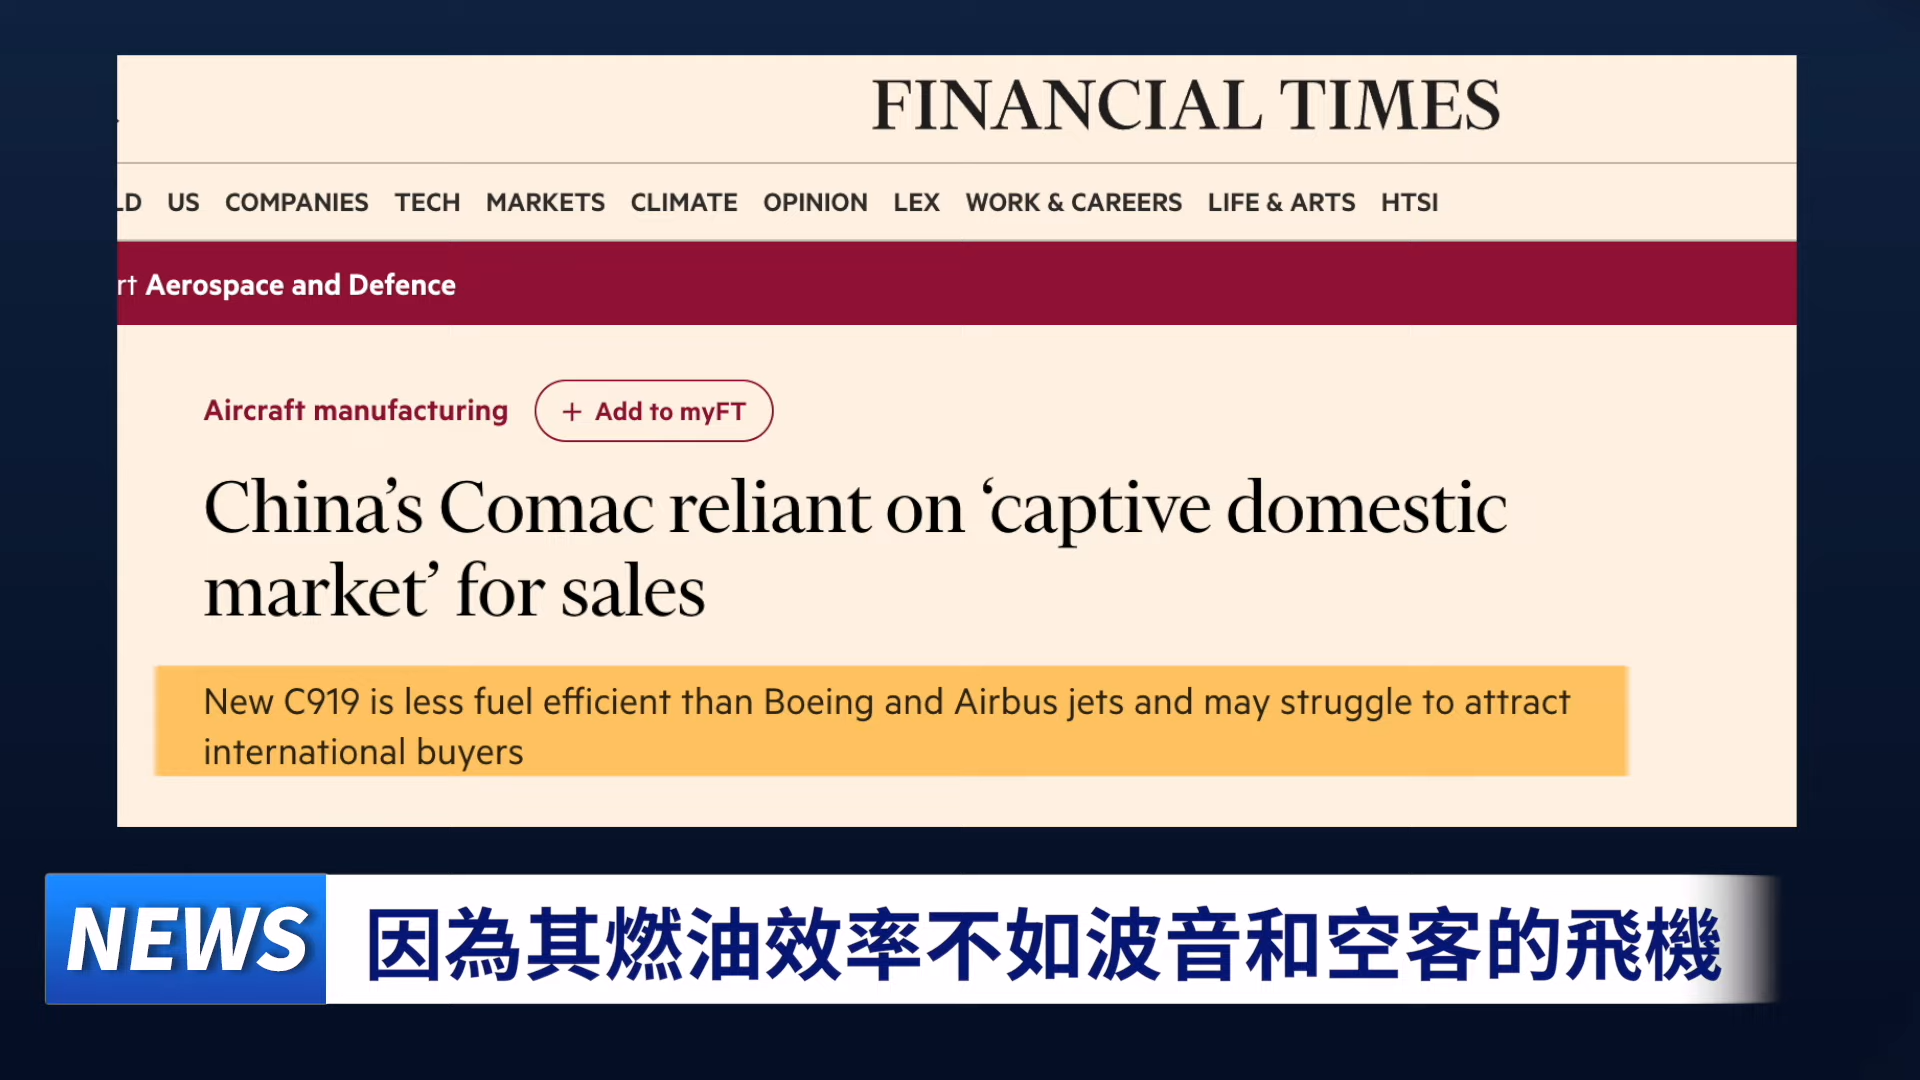 FINANCIAL TIMES
LD US COMPANIES TECH MARKETS CLIMATE OPINION LEX WORK & CAREERS LIFE & ARTS HTSI
rt Aerospace and Defence
Aircraft manufacturing + Add to myFT
China’s Comac reliant on ‘captive domestic
market’ for sales
New C919 is less fuel efficient than Boeing and Airbus jets and may struggle to attract
international buyers
NEWS 因為其燃油效率不如波音和空客的飛機